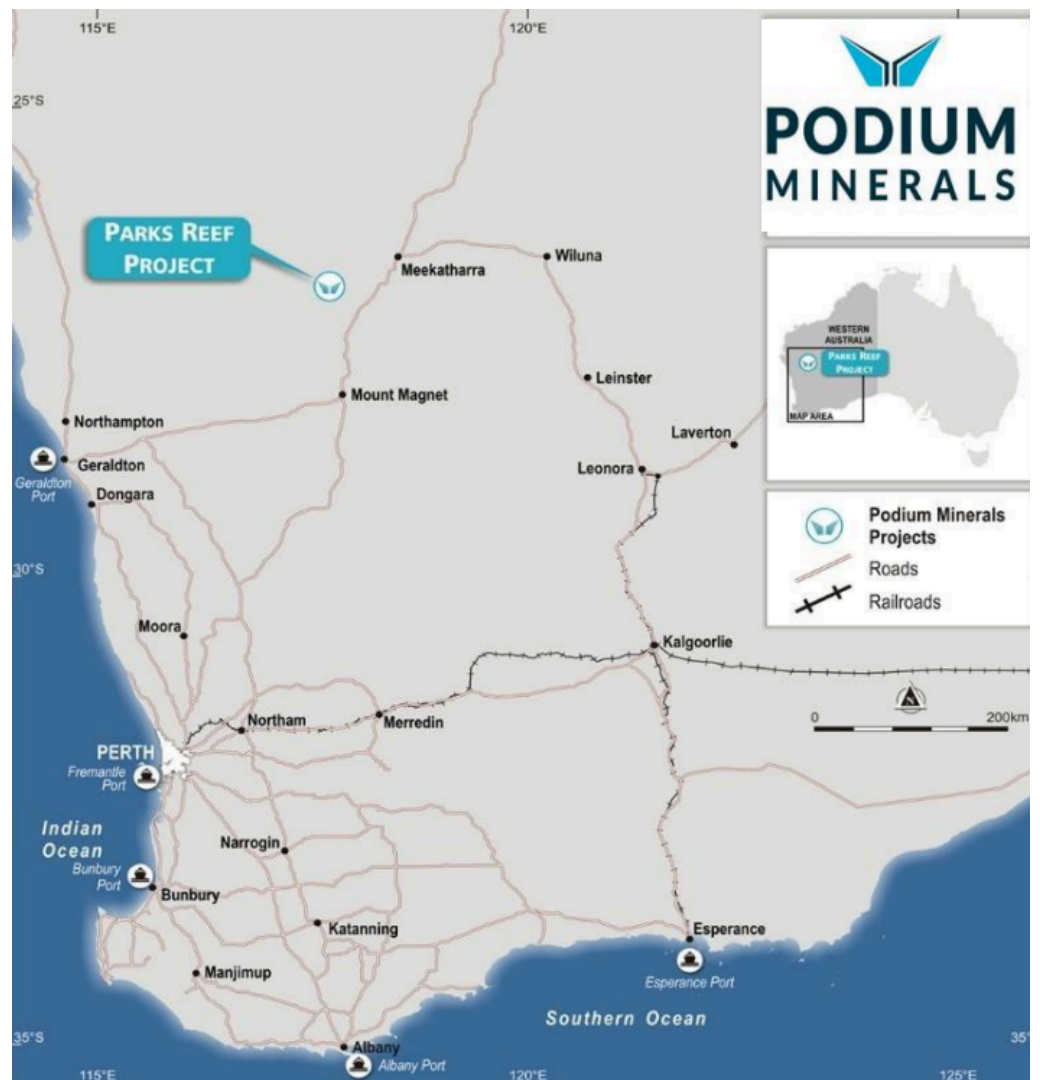 115°E
120°E
25°S
PODIUM
MINERALS
PARKS REEF
PROJECT
Meekatharra
Wiluna
WESTERN
AUSTRALIA
PARKS REEF
PROJECT
MAP AREA
Leinster
Mount Magnet
Northampton
Laverton
Geraldton
Leonora
Geraldton
Port
Dongara
Podium Minerals
Projects
Roads
Railroads
30°S
Moora
Kalgoorlie
Northam
Merredin
0
200km
PERTH
Fremantle
Port
Indian
Ocean
Narrogin
Bunbury
Port
Bunbury
Katanning
Esperance
Manjimup
Esperance Port
Southern Ocean
35°S
35°
Albany
Albany Port
115°E
120°E
125°E